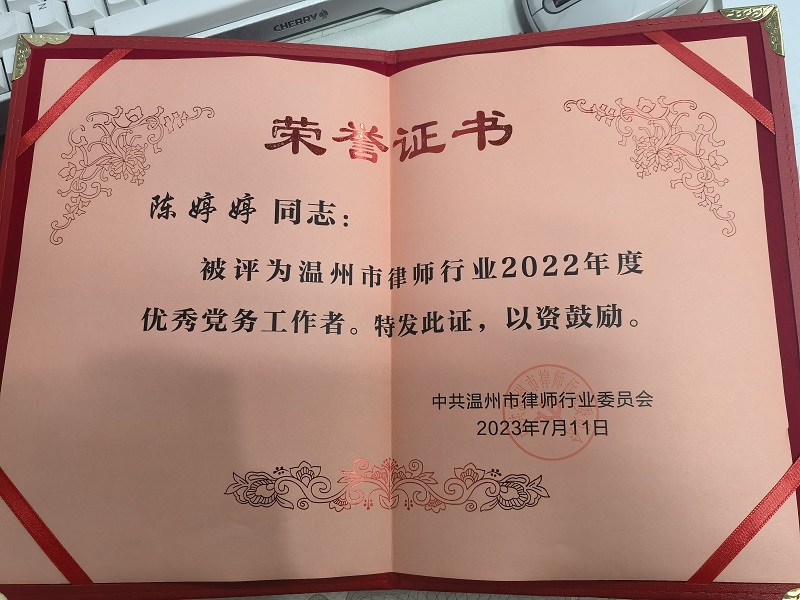 CHERRY
荣誉证书
陈婷婷 同志：
被评为温州市律师行业2022年度
优秀党务工作者。特发此证，以资鼓励。
中共温州市律师行业委员会
2023年7月11日